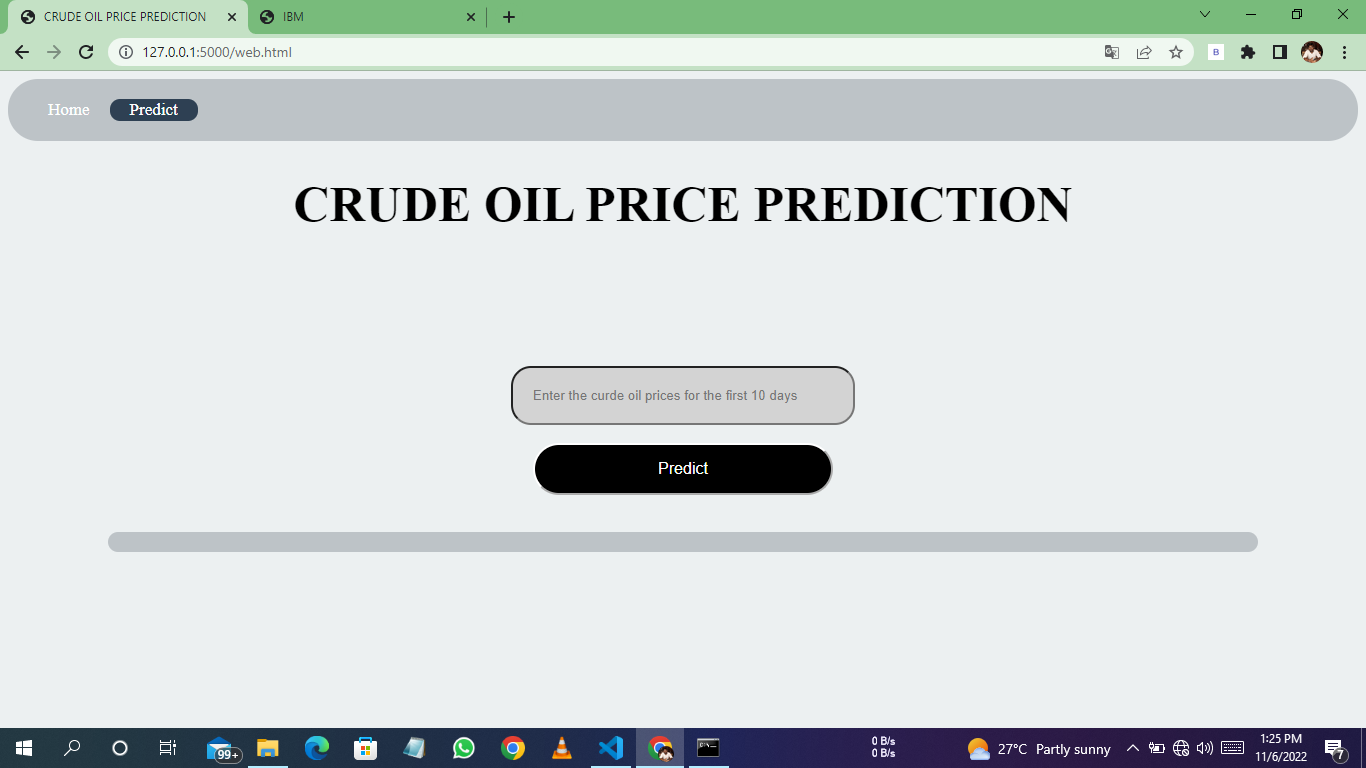 CRUDE OIL PRICE PREDICTION
IBM
127.0.0.1:5000/web.html
B
Home Predict
CRUDE OIL PRICE PREDICTION
Enter the curde oil prices for the first 10 days
Predict
99+
0 B/s
0 B/s
27°C Partly sunny
1:25 PM
11/6/2022
7